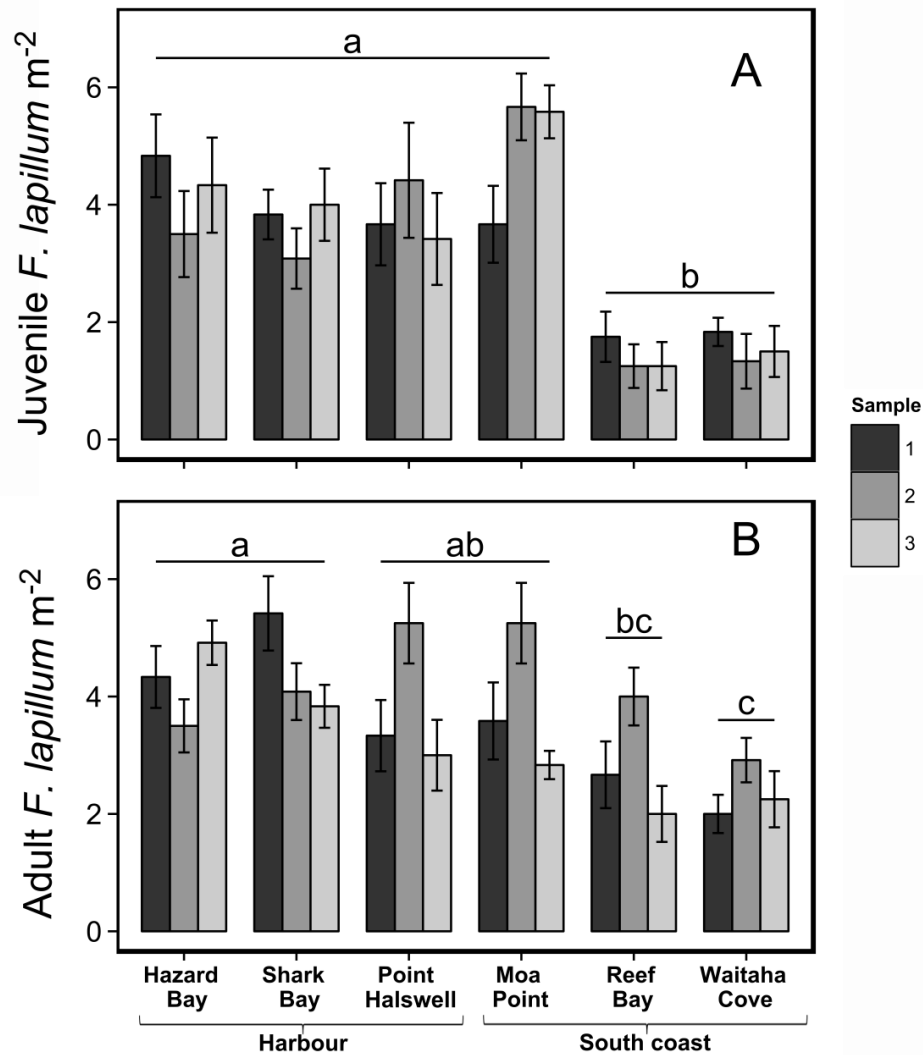 A
a
b
Juvenile F. lapillum m-2
6
4
2
0
Sample
1
2
3
B
a
ab
bc
c
Adult F. lapillum m-2
6
4
2
0
Hazard Bay
Shark Bay
Point Halswell
Moa Point
Reef Bay
Waitaha Cove
Harbour
South coast